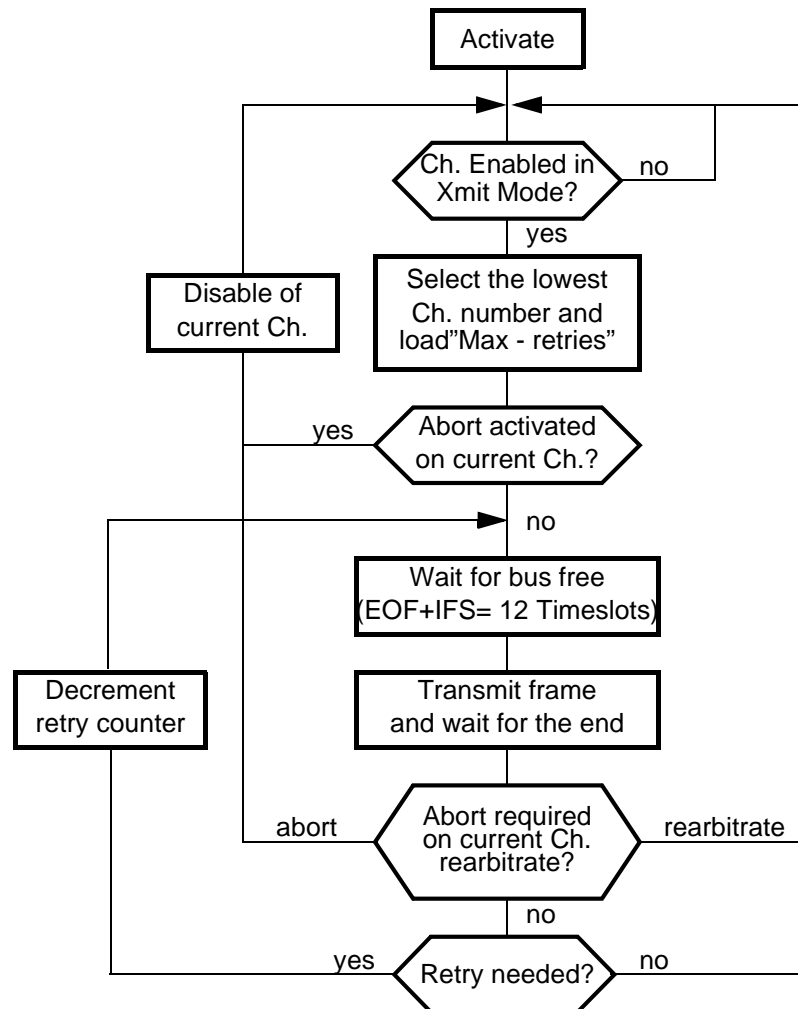 Activate
Ch. Enabled in
Xmit Mode?
no
yes
Select the lowest
Ch. number and
load”Max - retries”
Disable of
current Ch.
yes
Abort activated
on current Ch.?
no
Wait for bus free
(EOF+IFS= 12 Timeslots)
Decrement
retry counter
Transmit frame
and wait for the end
abort
Abort required
on current Ch.
rearbitrate?
rearbitrate
no
yes
Retry needed?
no